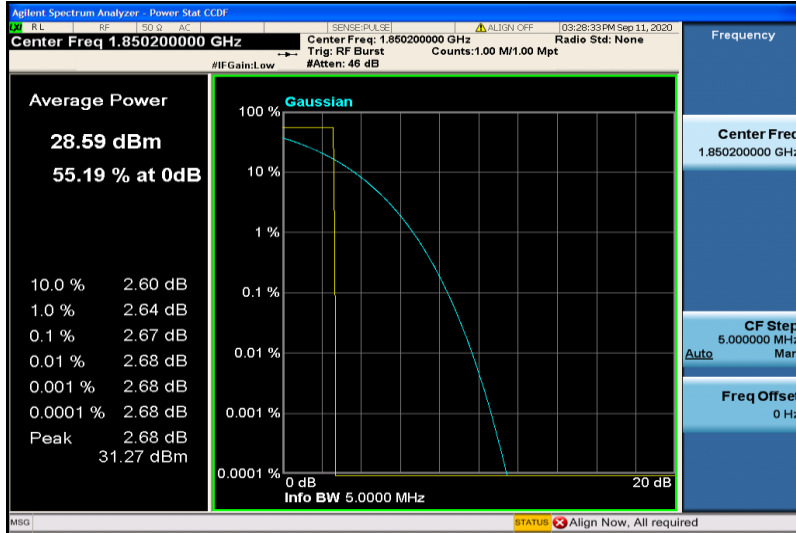 Agilent Spectrum Analyzer - Power Stat CCDF
LXI RL RF 50 Ω AC SENSE:PULSE ALIGN OFF 03:28:33 PM Sep 11, 2020
Center Freq 1.850200000 GHz
Center Freq: 1.850200000 GHz Radio Std: None
Trig: RF Burst Counts:1.00 M/1.00 Mpt
#IFGain:Low #Atten: 46 dB
Frequency
Center Freq
1.850200000 GHz
CF Step
5.000000 MHz
Auto Man
Freq Offset
0 Hz
Average Power
28.59 dBm
55.19 % at 0dB
10.0 % 2.60 dB
1.0 % 2.64 dB
0.1 % 2.67 dB
0.01 % 2.68 dB
0.001 % 2.68 dB
0.0001 % 2.68 dB
Peak 2.68 dB
31.27 dBm
Gaussian
100 %
10 %
1 %
0.1 %
0.01 %
0.001 %
0.0001 %
0 dB 20 dB
Info BW 5.0000 MHz
MSG STATUS Align Now, All required